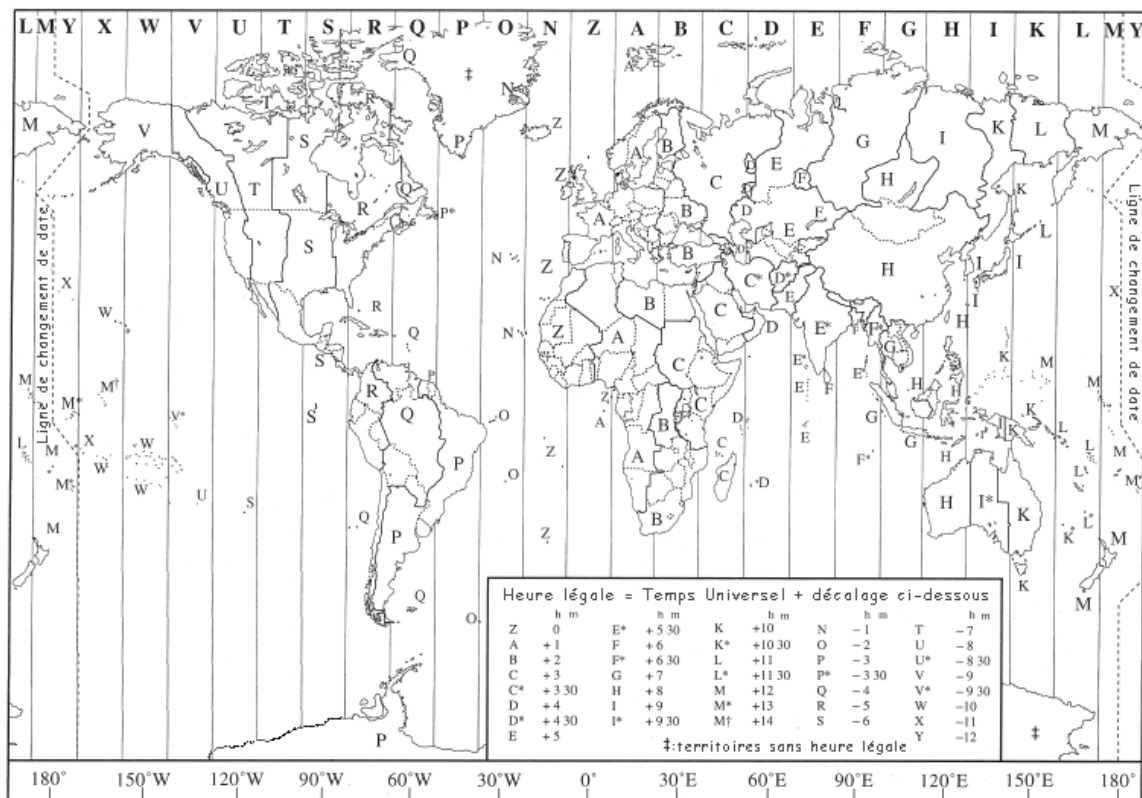 L M Y X W V U T S R Q P O N Z A B C D E F G H I K L M Y
Q ‡ A
T R N
M V S P Z A B C G I K L M
U T Q Z D E F H K
R P* A B D E F L
Ligne de changement de date
S N Z B D E H I I
Ligne de changement de date
X B C C* D* E I X
W R Q N Z A C D E* F F* G H
S E* E K M
M M† R Q P E F E H H M
M* V* S O A B C D G I K K
L X W Z A E G L L
M W O C D F* H M
M* U S Q P Z B H I* K L* K M*
M P M
Q O K M
Heure légale = Temps Universel + décalage ci-dessous
h m h m h m h m h m
Z 0 E* +5 30 K +10 N −1 T −7
A +1 F +6 K* +10 30 O −2 U −8
B +2 F* +6 30 L +11 P −3 U* −8 30
C +3 G +7 L* +11 30 P* −3 30 V −9
C* +3 30 H +8 M +12 Q −4 V* −9 30
D +4 I +9 M* +13 R −5 W −10
D* +4 30 I* +9 30 M† +14 S −6 X −11
E +5 Y −12
‡:territoires sans heure légale
P ‡
180° 150°W 120°W 90°W 60°W 30°W 0° 30°E 60°E 90°E 120°E 150°E 180°